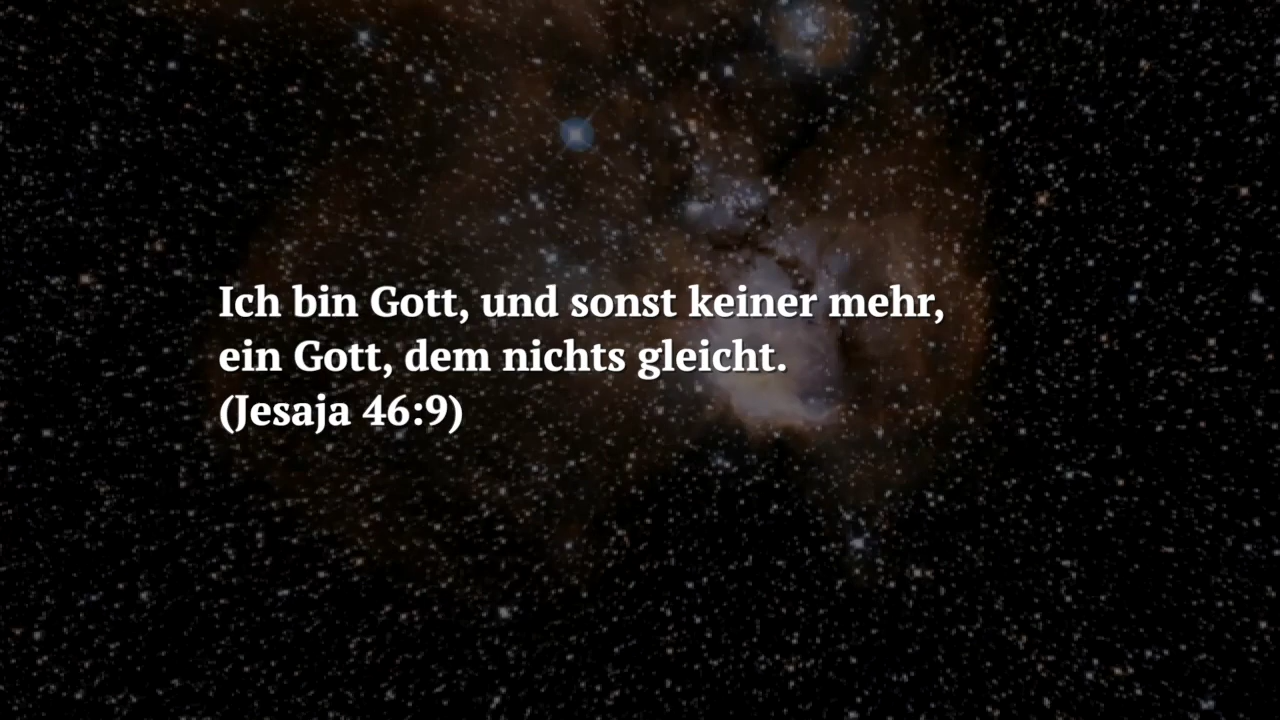 Ich bin Gott, und sonst keiner mehr,
ein Gott, dem nichts gleicht.
(Jesaja 46:9)